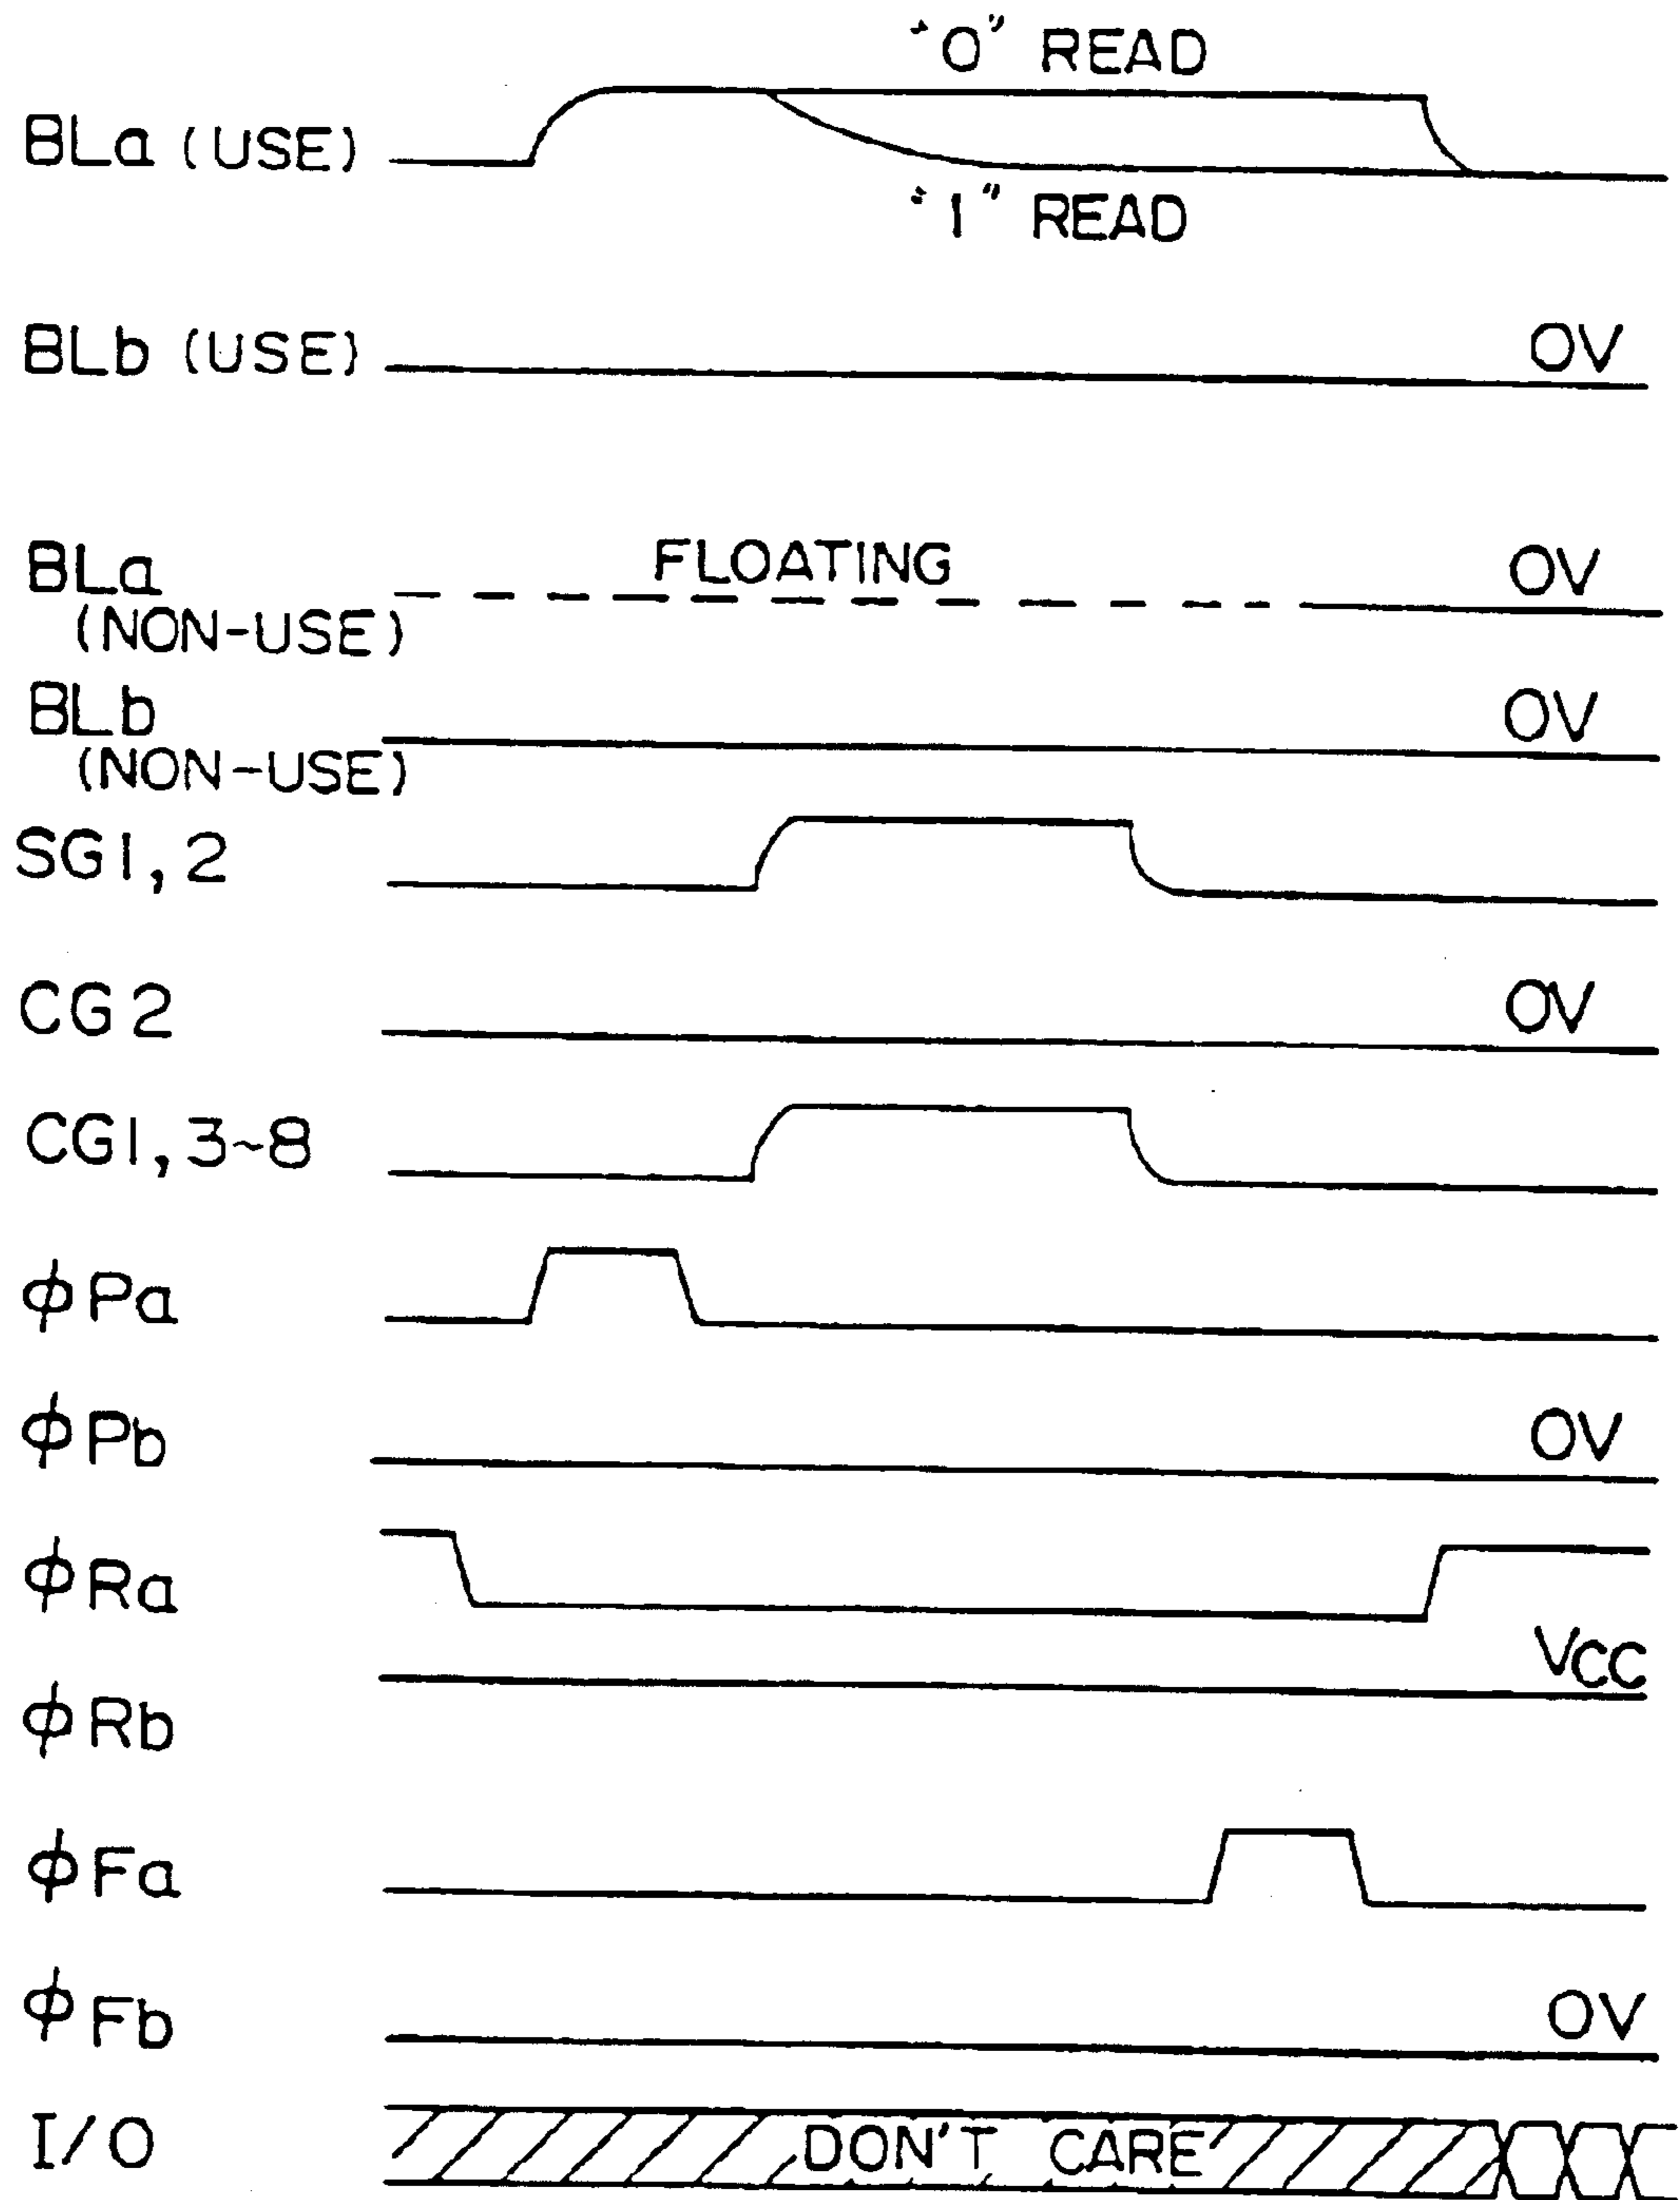 "0" READ
BLa (USE)
"1" READ
BLb (USE) 0V
BLa FLOATING 0V
(NON-USE)
BLb 0V
(NON-USE)
SG1, 2
CG2 0V
CG1, 3~8
ϕPa
ϕPb 0V
ϕRa
VCC
ϕRb
ϕFa
ϕFb 0V
I/O DON'T CARE